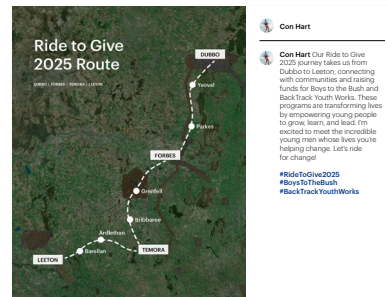 Ride to Give
2025 Route
DUBBO | FORBES | TEMORA | LEETON
DUBBO
Yeoval
Parkes
FORBES
Grenfell
Bribbaree
Ardlethan
TEMORA
Barellan
LEETON
Con Hart
Con Hart Our Ride to Give
2025 journey takes us from
Dubbo to Leeton, connecting
with communities and raising
funds for Boys to the Bush and
BackTrack Youth Works. These
programs are transforming lives
by empowering young people
to grow, learn, and lead. I'm
excited to meet the incredible
young men whose lives you're
helping change. Let's ride
for change!
#RideToGive2025
#BoysToTheBush
#BackTrackYouthWorks